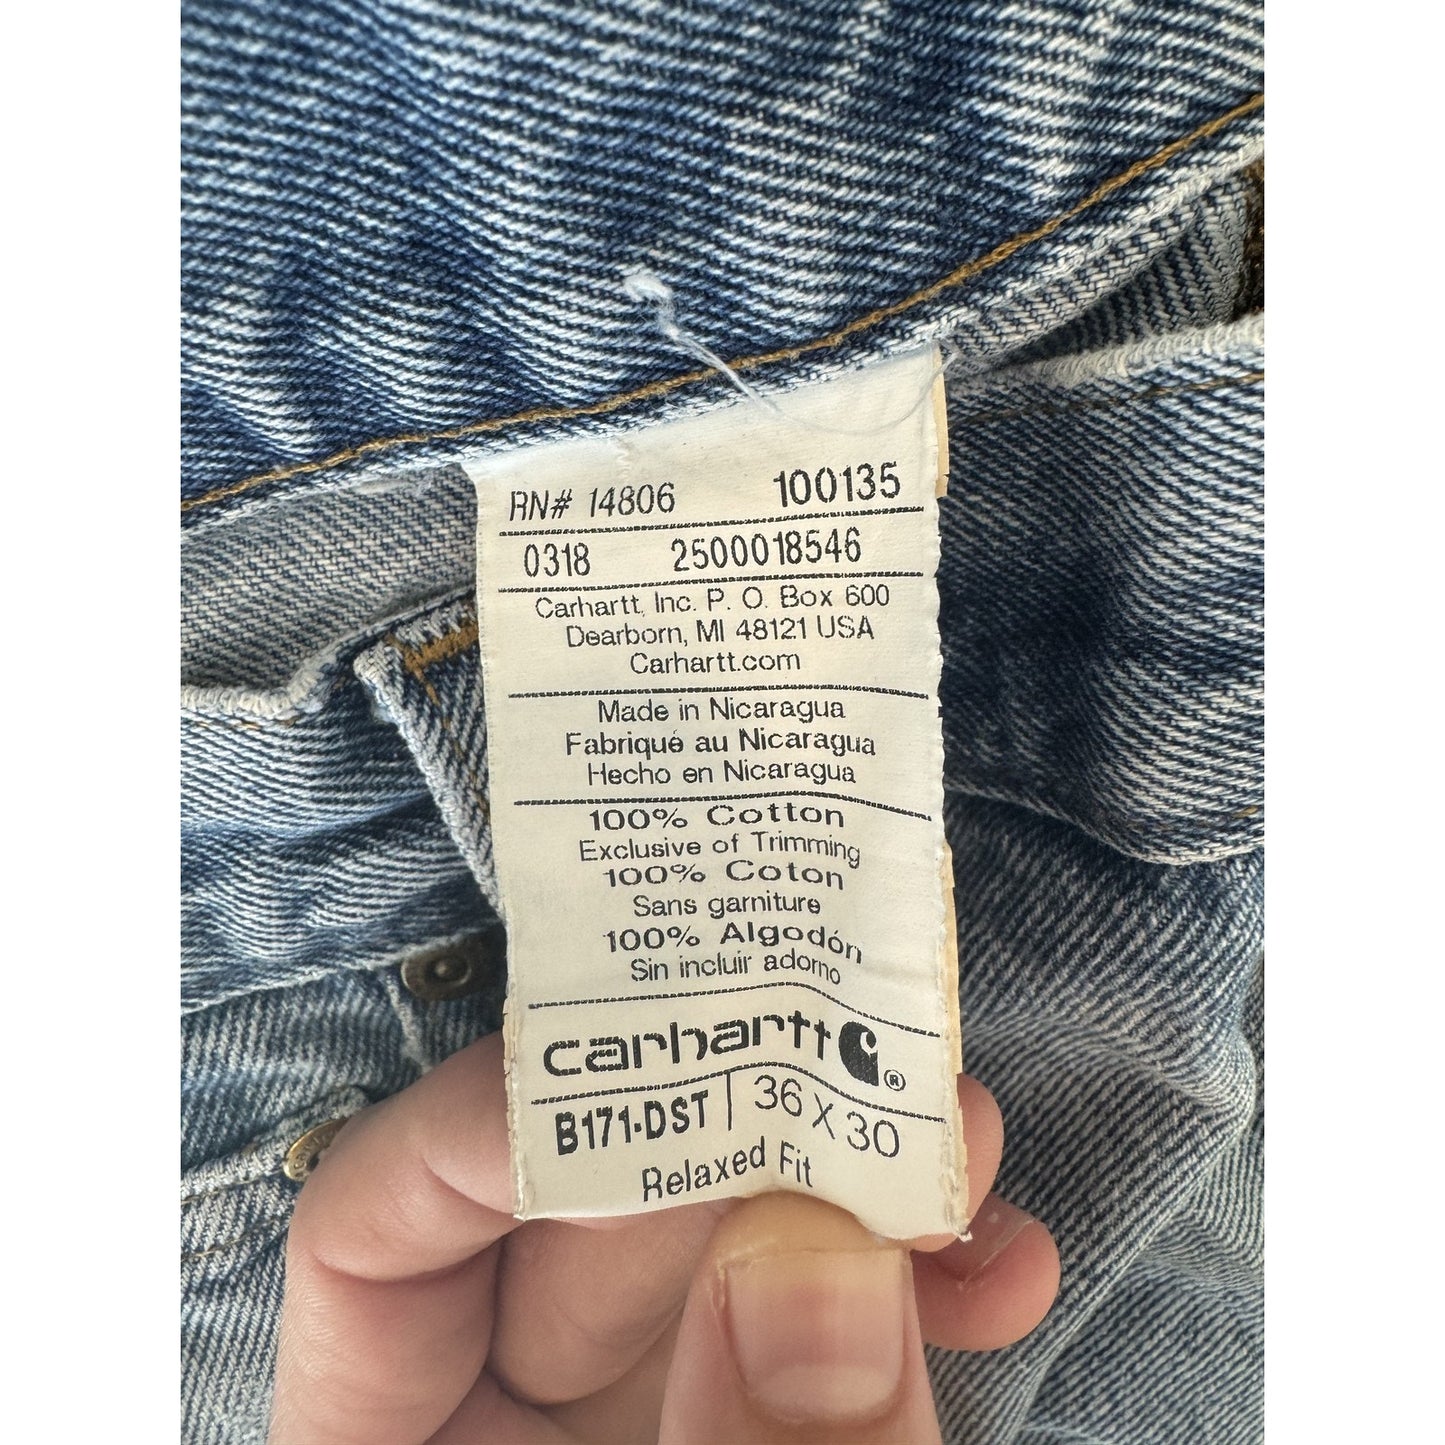 RN# 14806 100135
0318 2500018546
Carhartt, Inc. P. O. Box 600
Dearborn, MI 48121 USA
Carhartt.com
Made in Nicaragua
Fabriqué au Nicaragua
Hecho en Nicaragua
100% Cotton
Exclusive of Trimming
100% Coton
Sans garniture
100% Algodón
Sin incluir adorno
carhartt ®
B171-DST | 36 X 30
Relaxed Fit